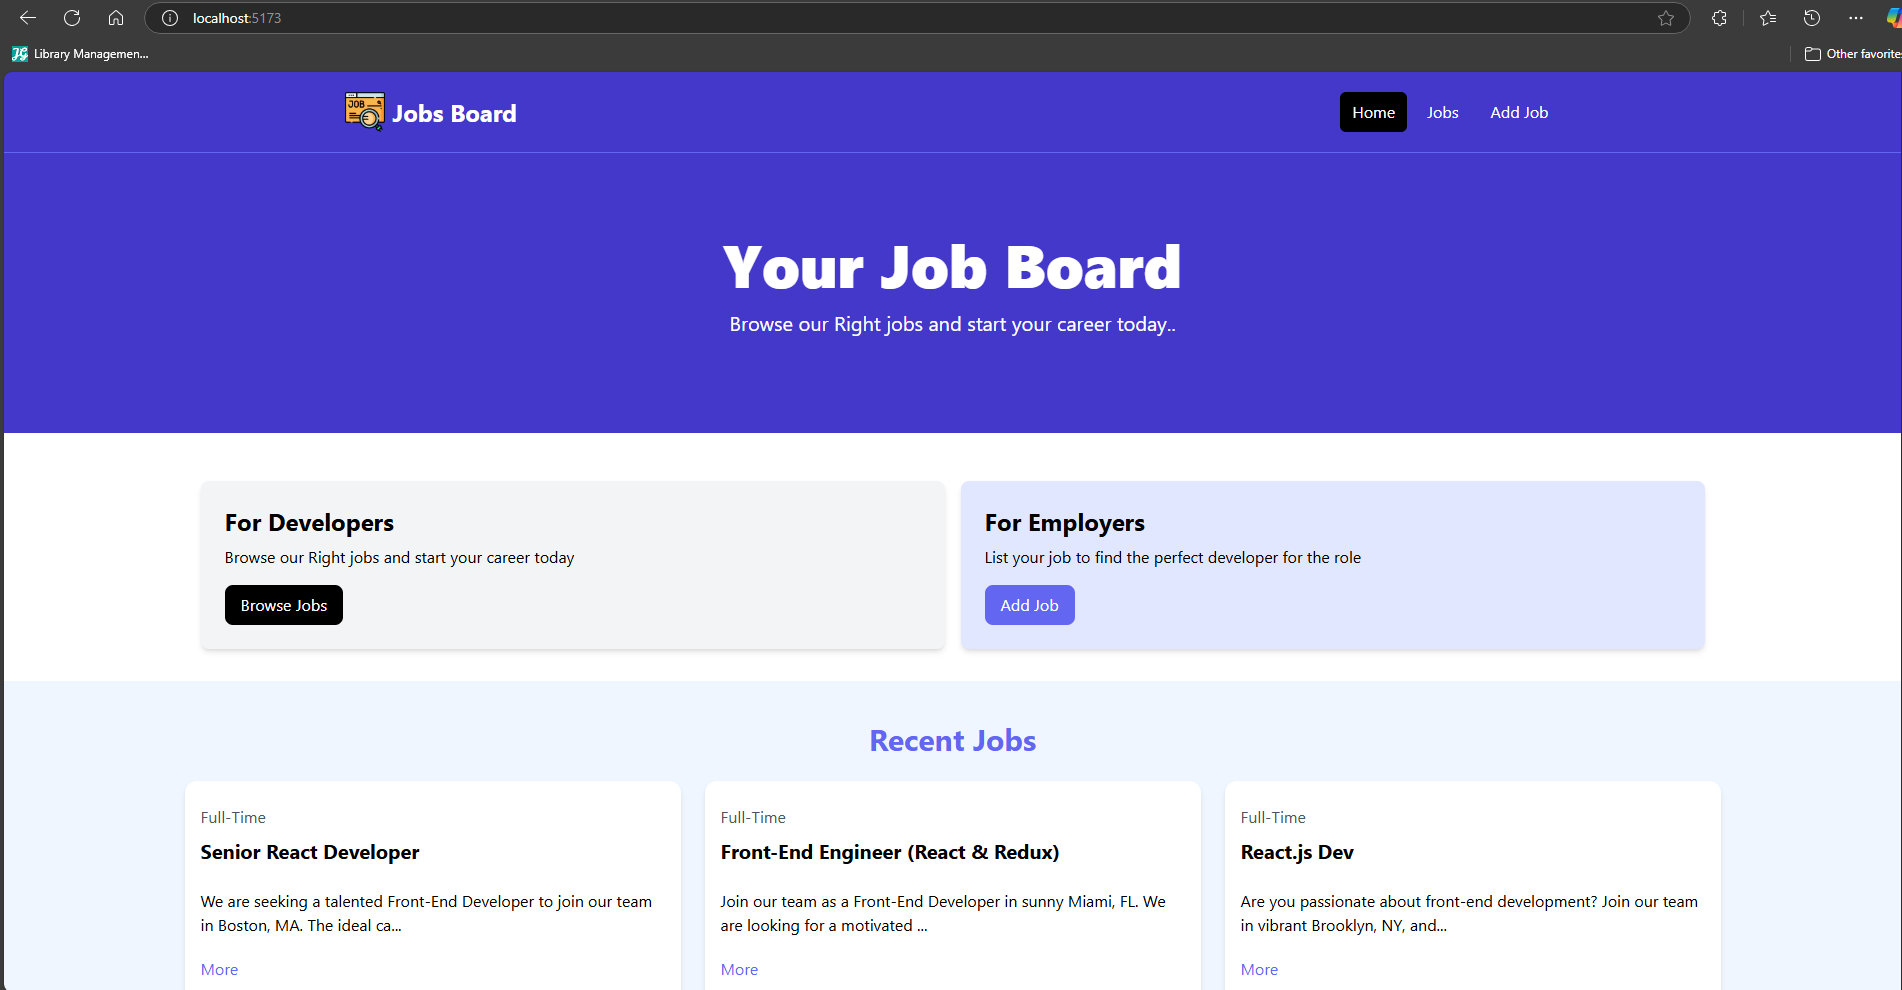 localhost:5173
Library Managemen...
Other favorites
JOB
Jobs Board
Home
Jobs
Add Job
Your Job Board
Browse our Right jobs and start your career today..
For Developers
Browse our Right jobs and start your career today
Browse Jobs
For Employers
List your job to find the perfect developer for the role
Add Job
Recent Jobs
Full-Time
Senior React Developer
We are seeking a talented Front-End Developer to join our team
in Boston, MA. The ideal ca...
More
Full-Time
Front-End Engineer (React & Redux)
Join our team as a Front-End Developer in sunny Miami, FL. We
are looking for a motivated ...
More
Full-Time
React.js Dev
Are you passionate about front-end development? Join our team
in vibrant Brooklyn, NY, and...
More